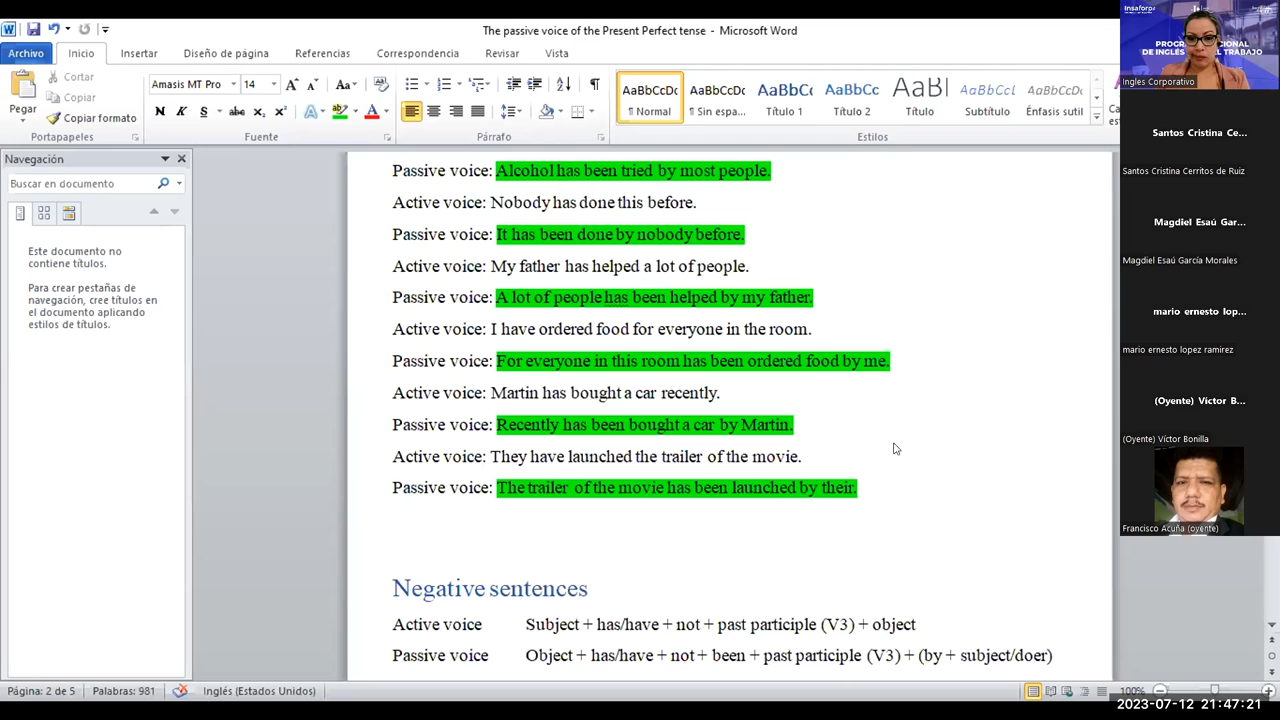 The passive voice of the Present Perfect tense - Microsoft Word
Archivo Inicio Insertar Diseño de página Referencias Correspondencia Revisar Vista
Pegar
Cortar
Copiar
Copiar formato
Portapapeles
Amasis MT Pro 14
Fuente
Párrafo
AaBbCcDc
¶ Normal
AaBbCcDc
¶ Sin espa...
AaBbC
Título 1
AaBbCc
Título 2
AaBl
Título
AaBbCcl
Subtítulo
AaBbCcDc
Énfasis sutil
Estilos
Navegación
Buscar en documento
Este documento no
contiene títulos.
Para crear pestañas de
navegación, cree títulos en
el documento aplicando
estilos de títulos.
Passive voice: Alcohol has been tried by most people.
Active voice: Nobody has done this before.
Passive voice: It has been done by nobody before.
Active voice: My father has helped a lot of people.
Passive voice: A lot of people has been helped by my father.
Active voice: I have ordered food for everyone in the room.
Passive voice: For everyone in this room has been ordered food by me.
Active voice: Martin has bought a car recently.
Passive voice: Recently has been bought a car by Martin.
Active voice: They have launched the trailer of the movie.
Passive voice: The trailer of the movie has been launched by their.
Negative sentences
Active voice Subject + has/have + not + past participle (V3) + object
Passive voice Object + has/have + not + been + past participle (V3) + (by + subject/doer)
Página: 2 de 5 Palabras: 981 Inglés (Estados Unidos) 100%
Ingles Corporativo
Santos Cristina Ce...
Santos Cristina Cerritos de Ruiz
Magdiel Esaú Gar...
Magdiel Esaú García Morales
mario ernesto lop...
mario ernesto lopez ramirez
(Oyente) Victor B...
(Oyente) Víctor Bonilla
Francisco Acuña (oyente)
2023-07-12 21:47:21